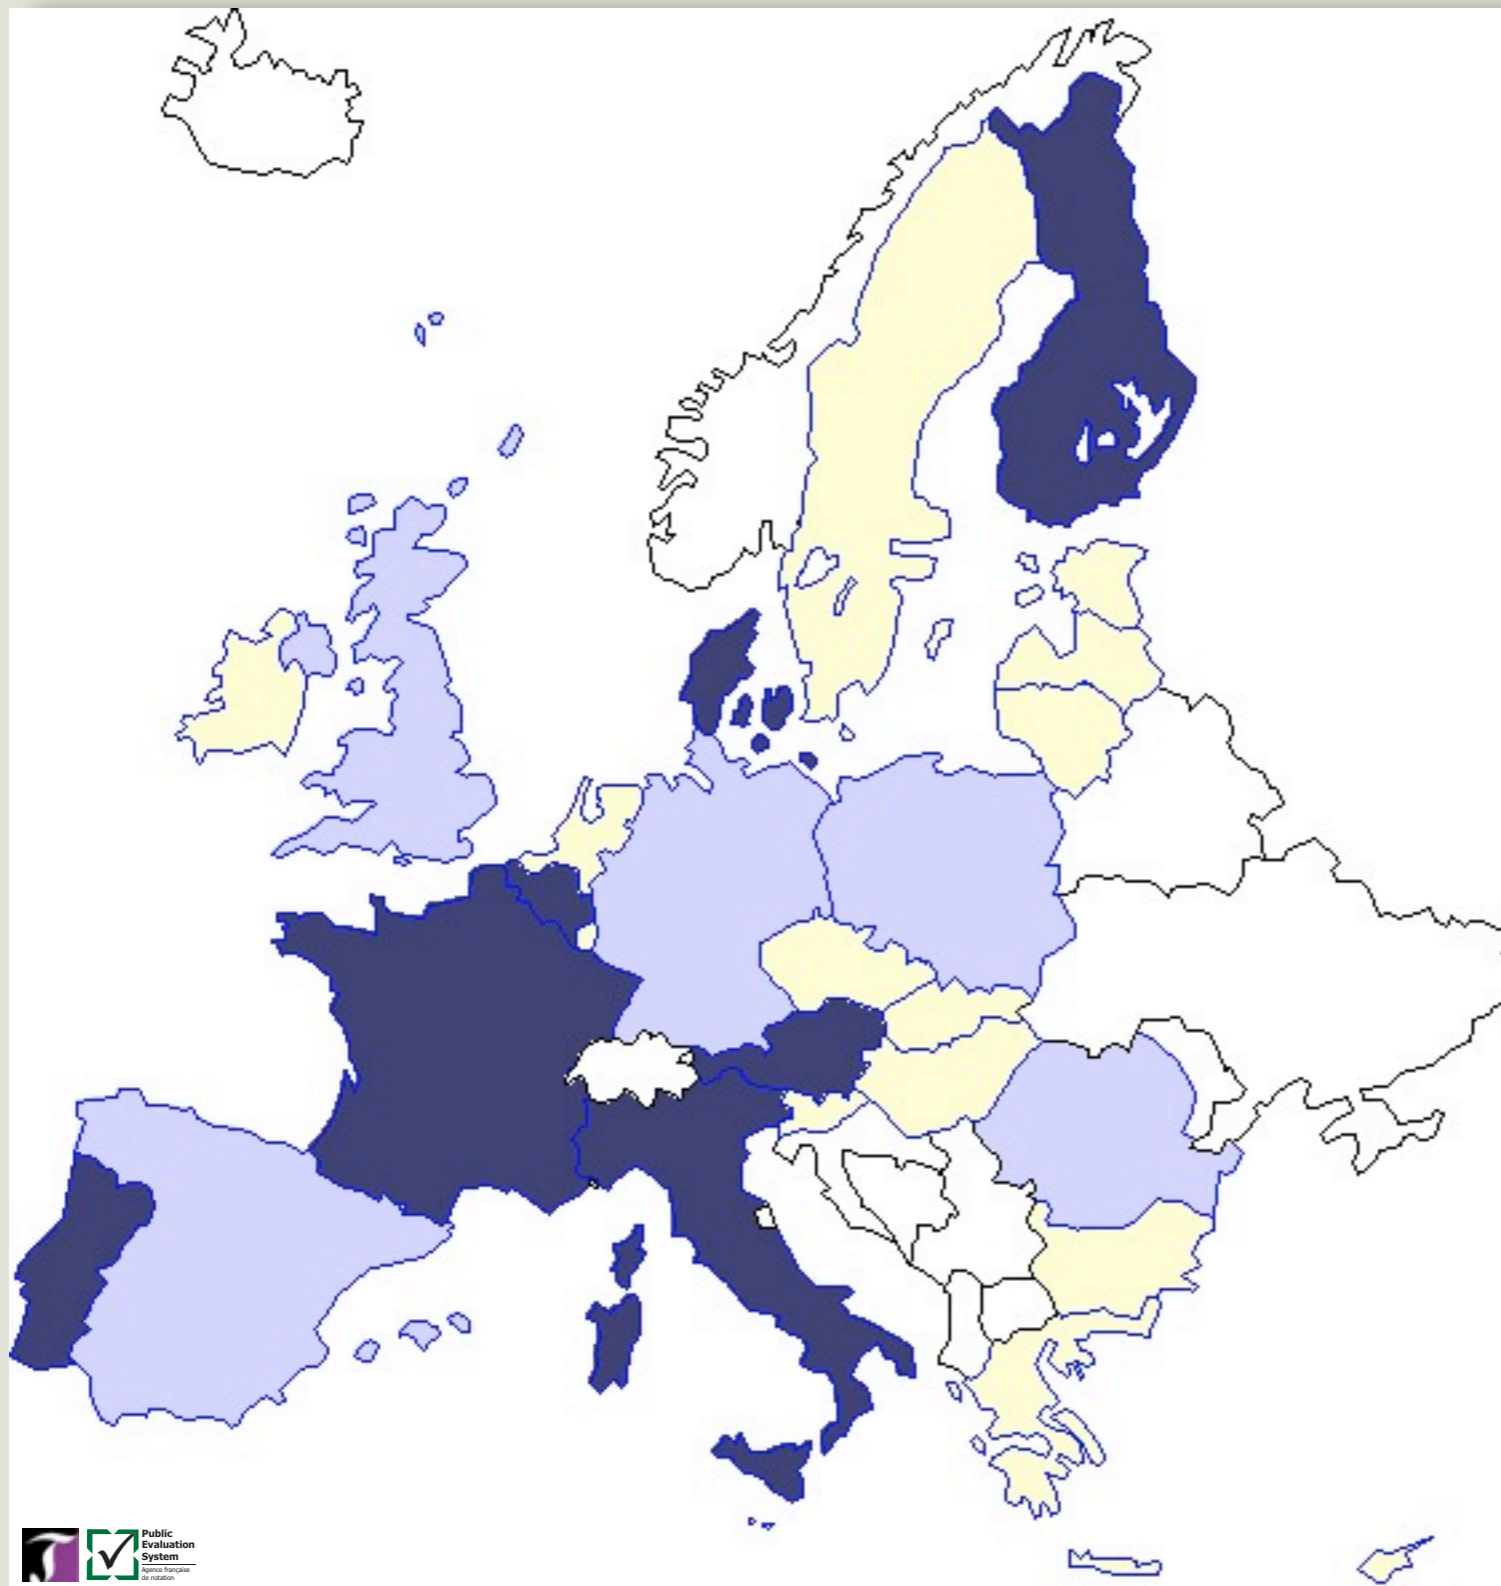 Public
Evaluation
System
Agence française
de notation